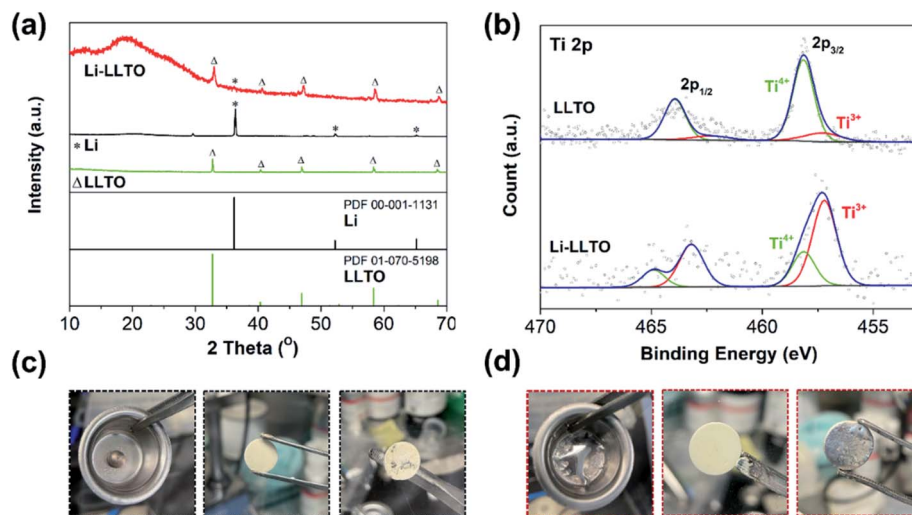 (a)
Intensity (a.u.)
Δ
Li-LLTO
*
Δ
Δ
Δ
Δ
*
*
*
* Li
Δ
Δ
Δ
Δ
Δ
Δ LLTO
PDF 00-001-1131
Li
PDF 01-070-5198
LLTO
10 20 30 40 50 60 70
2 Theta (O)
(b)
Count (a.u.)
Ti 2p
2p3/2
2p1/2
Ti4+
LLTO
Ti3+
Ti3+
Ti4+
Li-LLTO
470 465 460 455
Binding Energy (eV)
(c)
(d)